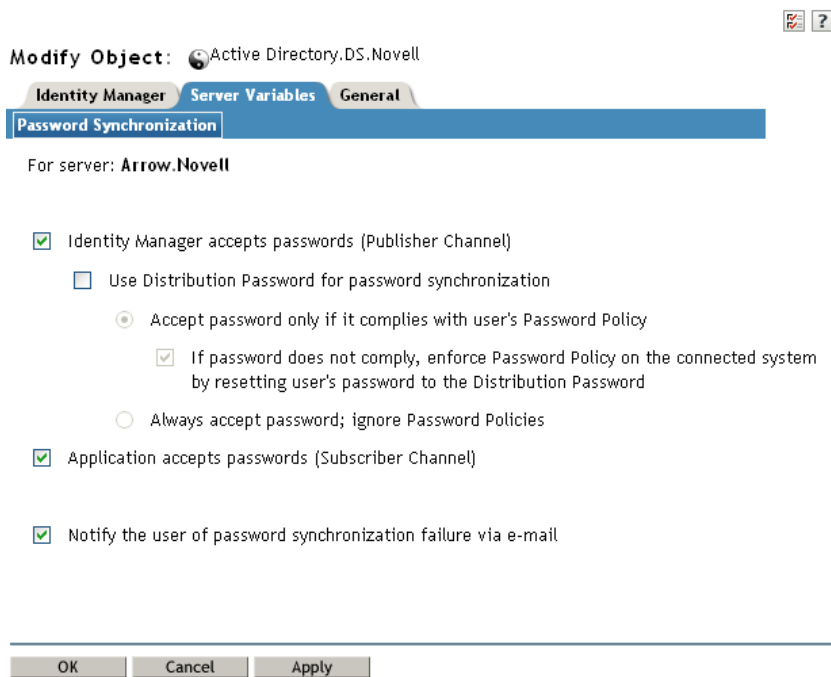 ?
Modify Object: Active Directory.DS.Novell
Identity Manager Server Variables General
Password Synchronization
For server: Arrow.Novell
Identity Manager accepts passwords (Publisher Channel)
Use Distribution Password for password synchronization
Accept password only if it complies with user's Password Policy
If password does not comply, enforce Password Policy on the connected system
by resetting user's password to the Distribution Password
Always accept password; ignore Password Policies
Application accepts passwords (Subscriber Channel)
Notify the user of password synchronization failure via e-mail
OK Cancel Apply